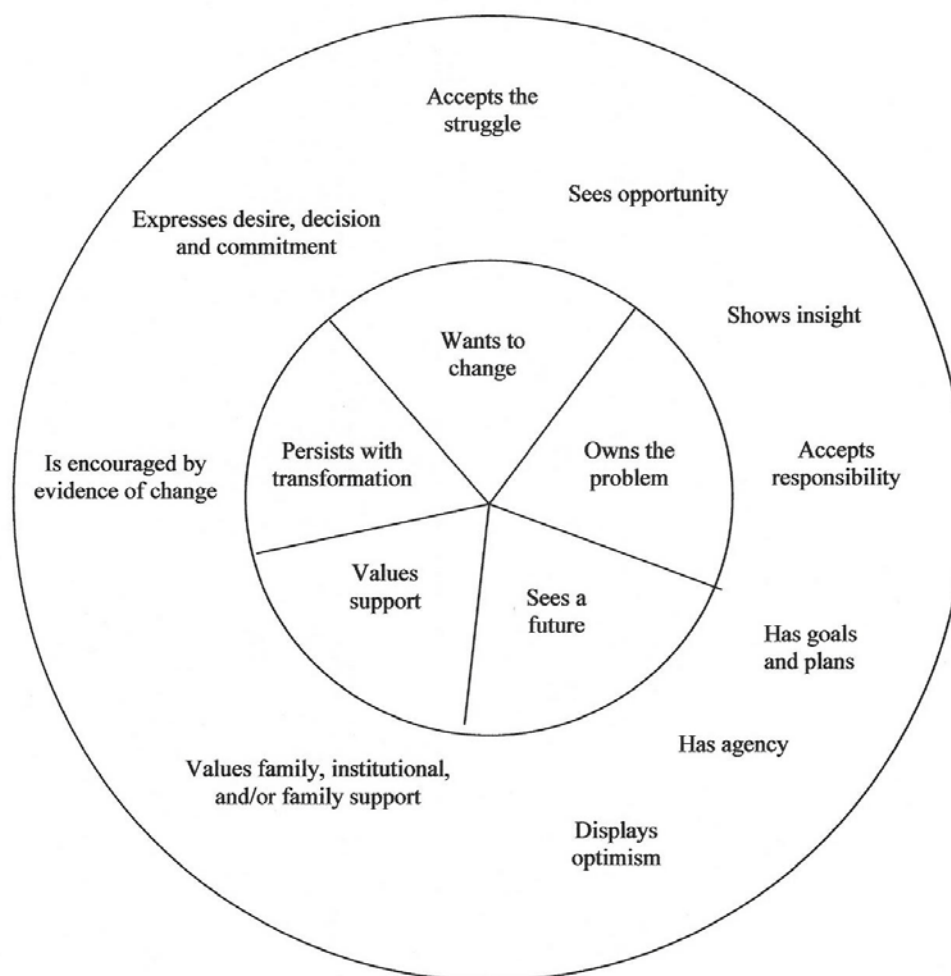 Accepts the
struggle
Sees opportunity
Expresses desire, decision
and commitment
Shows insight
Wants to
change
Persists with
transformation
Owns the
problem
Is encouraged by
evidence of change
Accepts
responsibility
Values
support
Sees a
future
Has goals
and plans
Has agency
Values family, institutional,
and/or family support
Displays
optimism